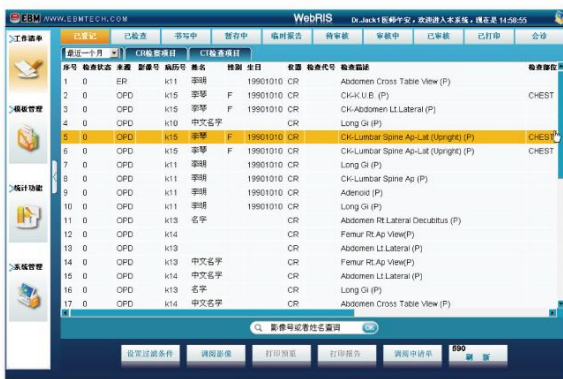 EBM WWW.EBMTECH.COM WebRIS Dr.Jack1医师午安,欢迎进入本系统,现在是 14:58:55
工作清单 已登记 已检查 书写中 暂存中 临时报告 待审核 审核中 已审核 已打印 会诊
最近一个月 CR检查项目 CT检查项目
序号 检查状态 来源 影像号 病历号 姓名 性别 生日 仪器 检查代号 检查描述 检查部位
1 0 ER k11 李明 19901010 CR Abdomen Cross Table View (P)
2 0 OPD k15 李琴 F 19901010 CR CK-K.U.B. (P) CHEST
3 0 OPD k15 李琴 F 19901010 CR CK-Abdomen Lt.Lateral (P)
4 0 OPD k10 中文名字 CR Long Gi (P)
5 0 OPD k15 李琴 F 19901010 CR CK-Lumbar Spine Ap-Lat (Upright) (P) CHEST
6 0 OPD k15 李琴 F 19901010 CR CK-Lumbar Spine Ap-Lat (Upright) (P) CHEST
7 0 OPD k11 李明 19901010 CR Long Gi (P)
8 0 OPD k11 李明 19901010 CR CK-Lumbar Spine Ap (P)
9 0 OPD k11 李明 19901010 CR Adenoid (P)
10 0 OPD k11 李明 19901010 CR Long Gi (P)
11 0 OPD k13 名字 CR Abdomen Rt.Lateral Decubitus (P)
12 0 OPD k14 CR Femur Rt.Ap View(P)
13 0 OPD k13 CR Abdomen Lt.Lateral (P)
14 0 OPD k13 中文名字 CR Femur Rt.Ap View(P)
15 0 OPD k14 中文名字 CR Abdomen Lt.Lateral (P)
16 0 OPD k13 名字 CR Long Gi (P)
17 0 OPD k14 中文名字 CR Abdomen Cross Table View (P)
模板管理
统计功能
系统管理
影像号或者姓名查询 GO
设置过滤条件 调阅影像 打印预览 打印报告 调阅申请单 590 刷 新